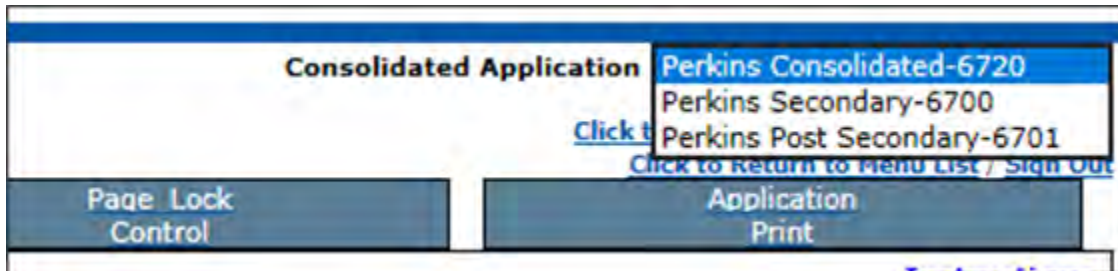 Consolidated Application Perkins Consolidated-6720
Perkins Secondary-6700
Click t Perkins Post Secondary-6701
Click to Return to Menu List / Sign Out
Page Lock Application
Control Print